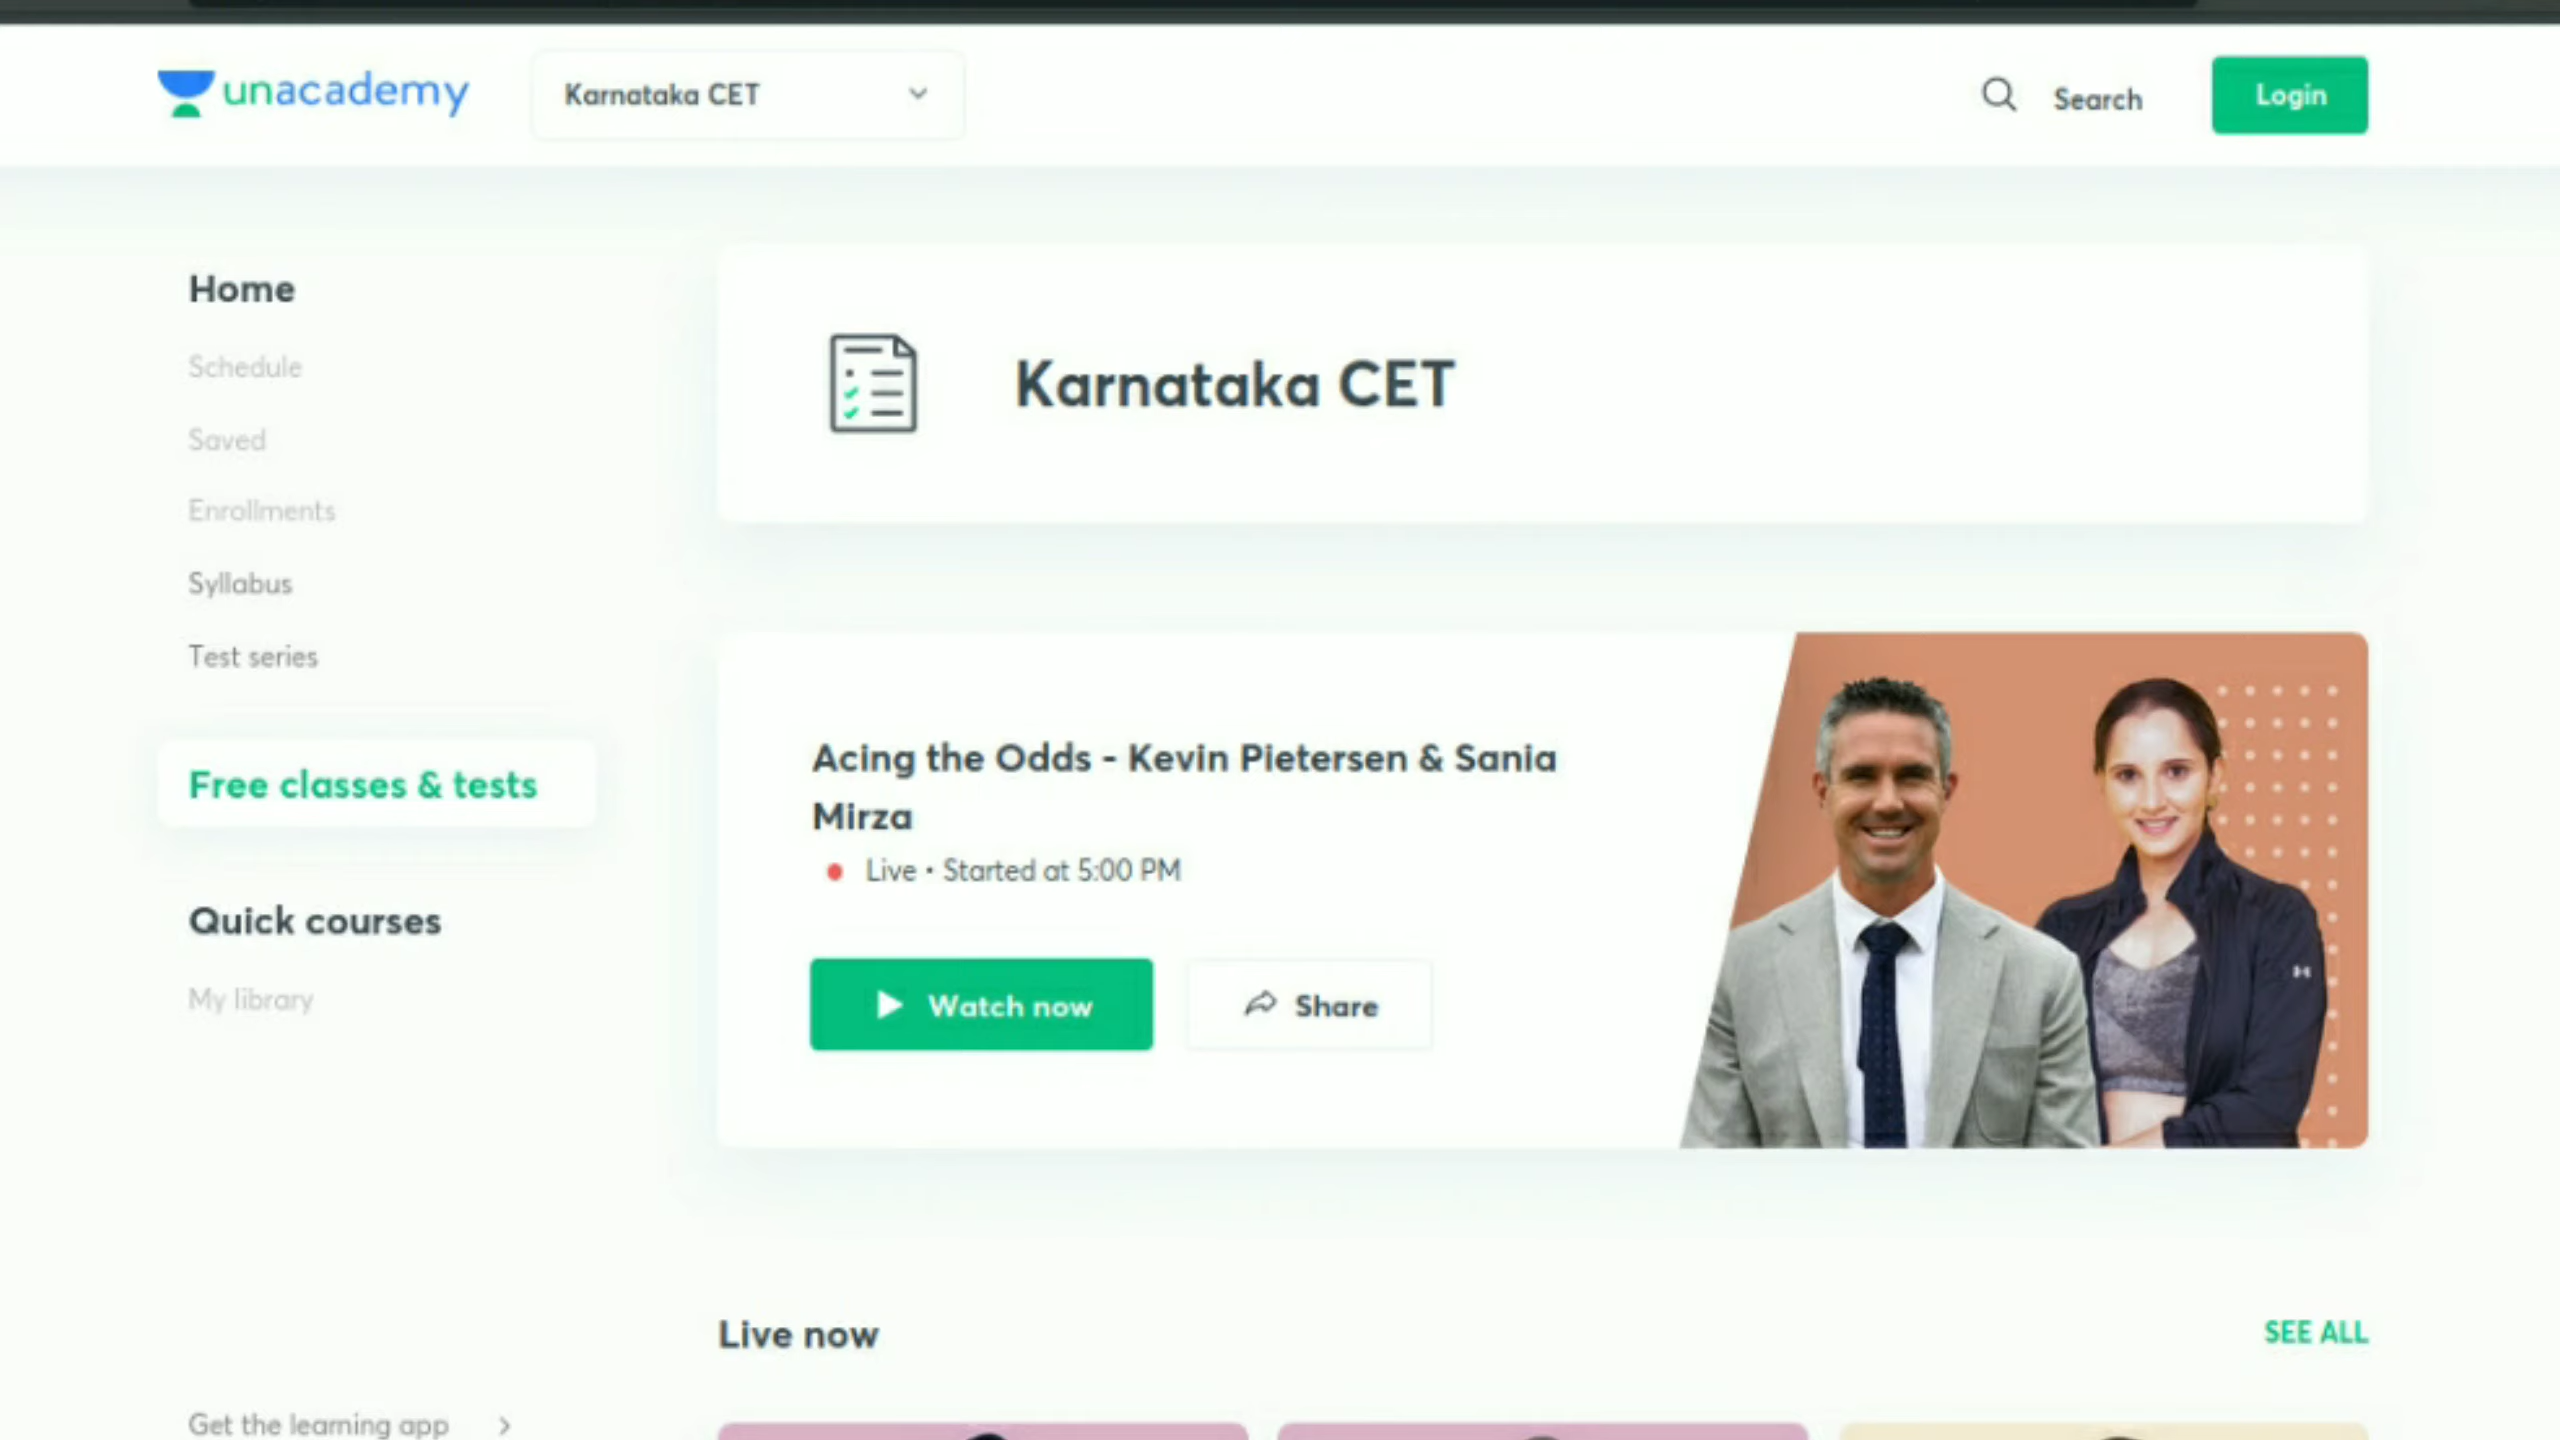 unacademy
Karnataka CET
Search
Login
Home
Schedule
Saved
Enrollments
Syllabus
Test series
Free classes & tests
Quick courses
My library
Get the learning app
Karnataka CET
Acing the Odds - Kevin Pietersen & Sania
Mirza
Live • Started at 5:00 PM
Watch now
Share
Live now
SEE ALL